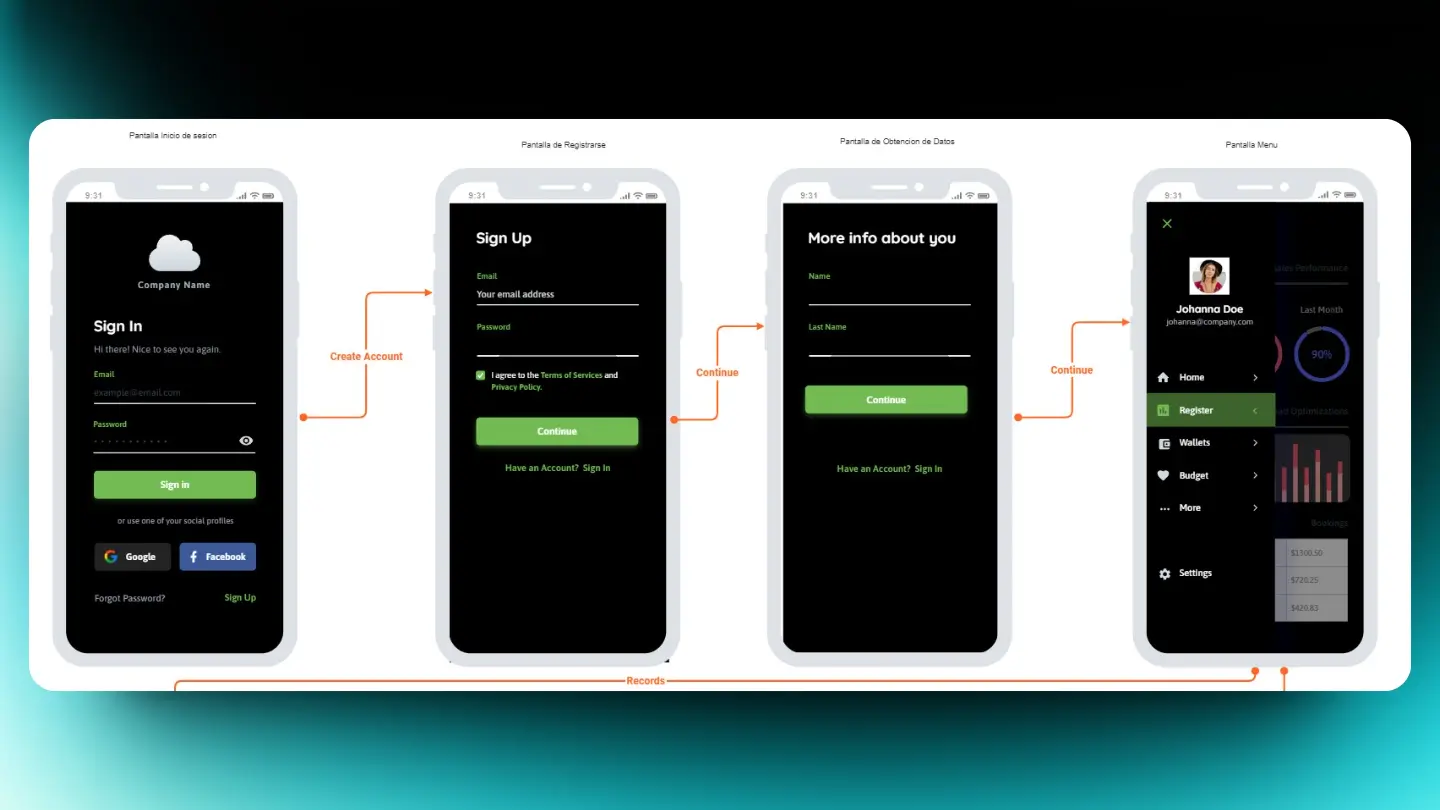 Pantalla Inicio de sesion
9:31
Company Name
Sign In
Hi there! Nice to see you again.
Email
example@email.com
Password
Sign in
or use one of your social profiles
Google
Facebook
Forgot Password?
Sign Up
Create Account
Pantalla de Registrarse
9:31
Sign Up
Email
Your email address
Password
I agree to the Terms of Services and
Privacy Policy.
Continue
Have an Account? Sign In
Continue
Pantalla de Obtencion de Datos
9:31
More info about you
Name
Last Name
Continue
Have an Account? Sign In
Continue
Pantalla Menu
9:31
Johanna Doe
johanna@company.com
Home
Register
Wallets
Budget
More
Settings
Performance
Last Month
90%
Optimizations
Bookings
$1300.50
$720.25
$420.83
Records